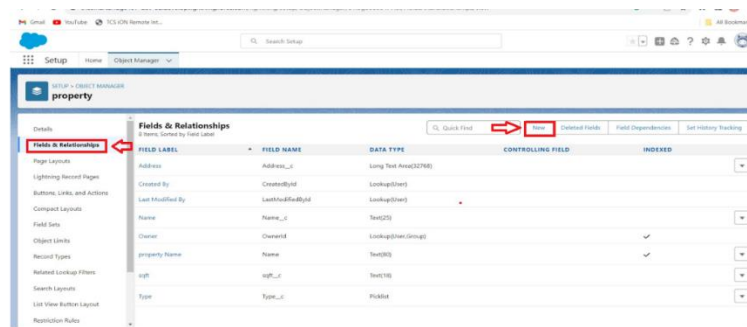 Gmail YouTube TCS iON Remote Int... All Bookmar
Search Setup
Setup Home Object Manager
SETUP > OBJECT MANAGER
property
Details
Fields & Relationships
Page Layouts
Lightning Record Pages
Buttons, Links, and Actions
Compact Layouts
Field Sets
Object Limits
Record Types
Related Lookup Filters
Search Layouts
List View Button Layout
Restriction Rules
Fields & Relationships
8 Items, Sorted by Field Label
Quick Find New Deleted Fields Field Dependencies Set History Tracking
FIELD LABEL FIELD NAME DATA TYPE CONTROLLING FIELD INDEXED
Address Address__c Long Text Area(32768)
Created By CreatedById Lookup(User)
Last Modified By LastModifiedById Lookup(User)
Name Name__c Text(25)
Owner OwnerId Lookup(User,Group)
property Name Name Text(80)
sqft sqft__c Text(18)
Type Type__c Picklist